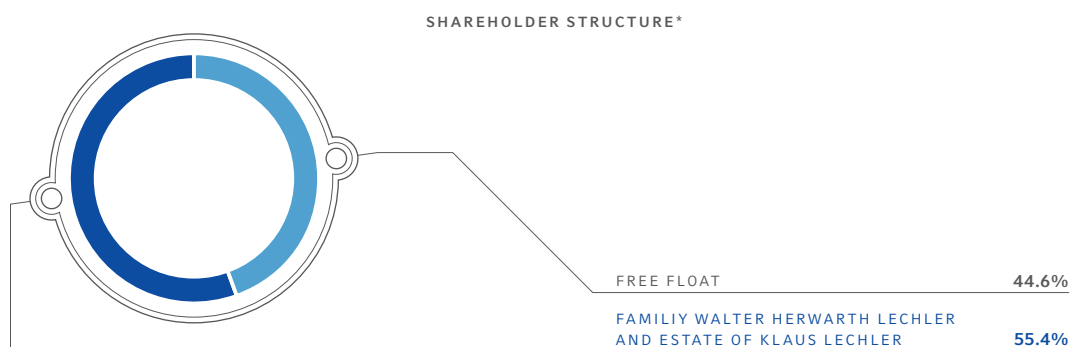 SHAREHOLDER STRUCTURE*
FREE FLOAT 44.6%
FAMILIY WALTER HERWARTH LECHLER
AND ESTATE OF KLAUS LECHLER 55.4%